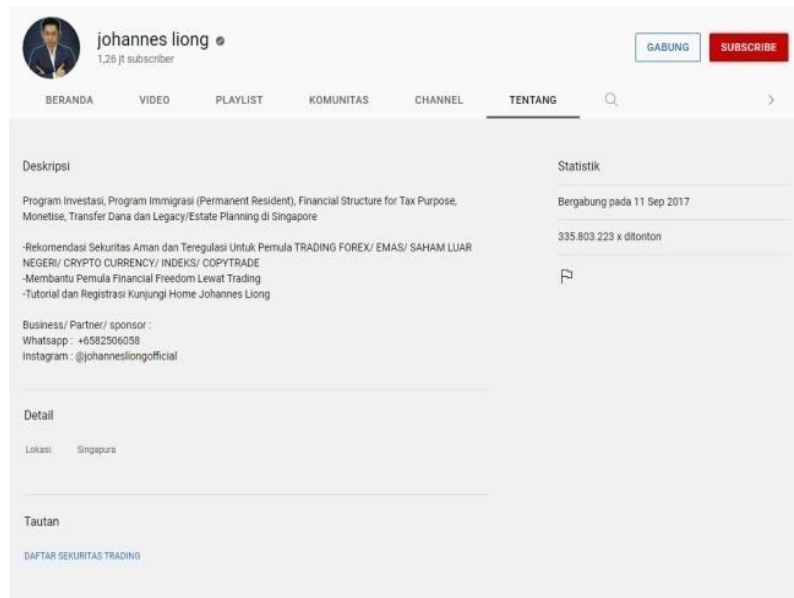 johannes liong
1,26 jt subscriber
GABUNG
SUBSCRIBE
BERANDA
VIDEO
PLAYLIST
KOMUNITAS
CHANNEL
TENTANG
Deskripsi
Program Investasi, Program Immigrasi (Permanent Resident), Financial Structure for Tax Purpose,
Monetise, Transfer Dana dan Legacy/Estate Planning di Singapore
-Rekomendasi Sekuritas Aman dan Teregulasi Untuk Pemula TRADING FOREX/ EMAS/ SAHAM LUAR
NEGERI/ CRYPTO CURRENCY/ INDEKS/ COPYTRADE
-Membantu Pemula Financial Freedom Lewat Trading
-Tutorial dan Registrasi Kunjungi Home Johannes Liong
Business/ Partner/ sponsor :
Whatsapp : +6582506058
Instagram : @johannesliongofficial
Detail
Lokasi: Singapura
Tautan
DAFTAR SEKURITAS TRADING
Statistik
Bergabung pada 11 Sep 2017
335.803.223 x ditonton